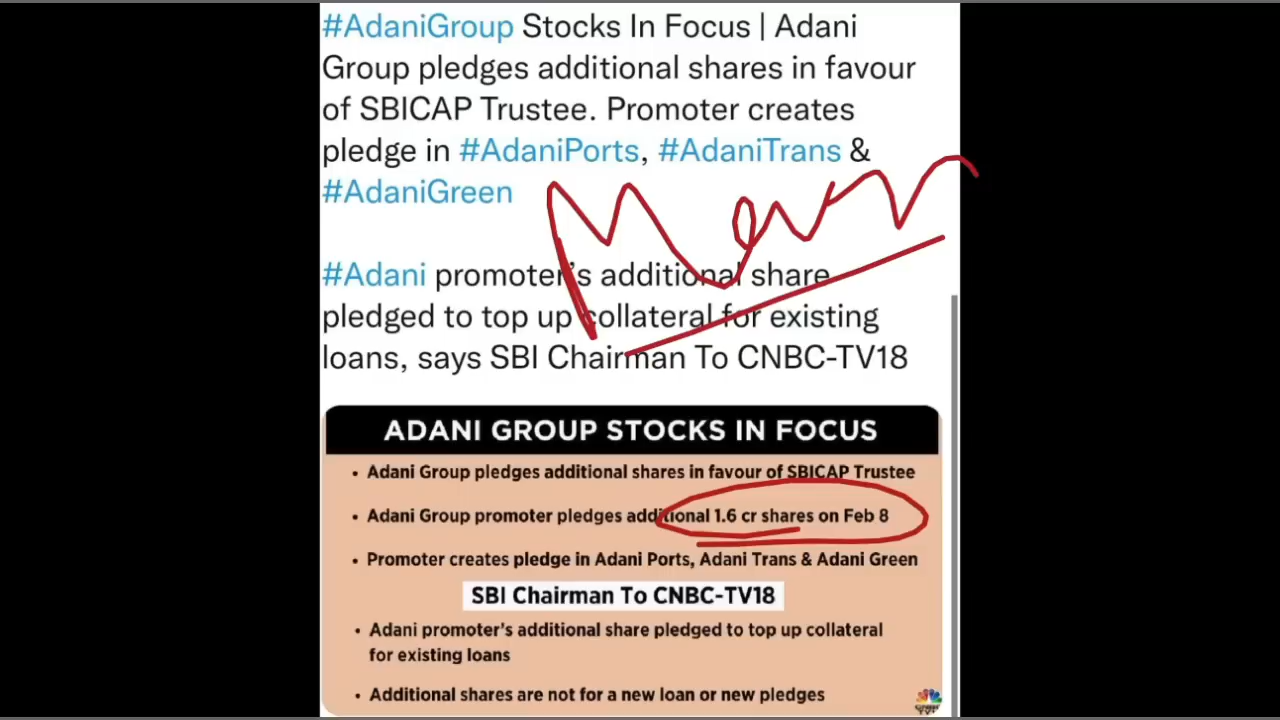 #AdaniGroup Stocks In Focus | Adani
Group pledges additional shares in favour
of SBICAP Trustee. Promoter creates
pledge in #AdaniPorts, #AdaniTrans &
#AdaniGreen
#Adani promoter's additional share
pledged to top up collateral for existing
loans, says SBI Chairman To CNBC-TV18
ADANI GROUP STOCKS IN FOCUS
• Adani Group pledges additional shares in favour of SBICAP Trustee
• Adani Group promoter pledges additional 1.6 cr shares on Feb 8
• Promoter creates pledge in Adani Ports, Adani Trans & Adani Green
SBI Chairman To CNBC-TV18
• Adani promoter's additional share pledged to top up collateral
for existing loans
• Additional shares are not for a new loan or new pledges